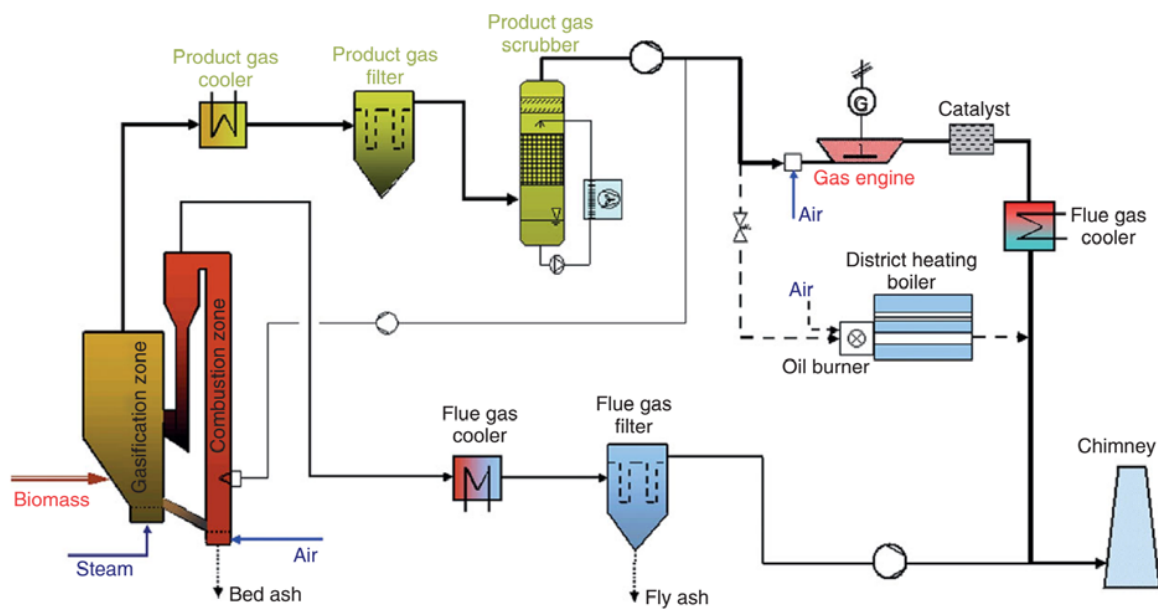 Product gas
cooler
Product gas
filter
Product gas
scrubber
G
Catalyst
Gas engine
Air
Flue gas
cooler
District heating
boiler
Air
Oil burner
Gasification zone
Combustion zone
Flue gas
cooler
Flue gas
filter
Chimney
Biomass
Steam
Air
Bed ash
Fly ash